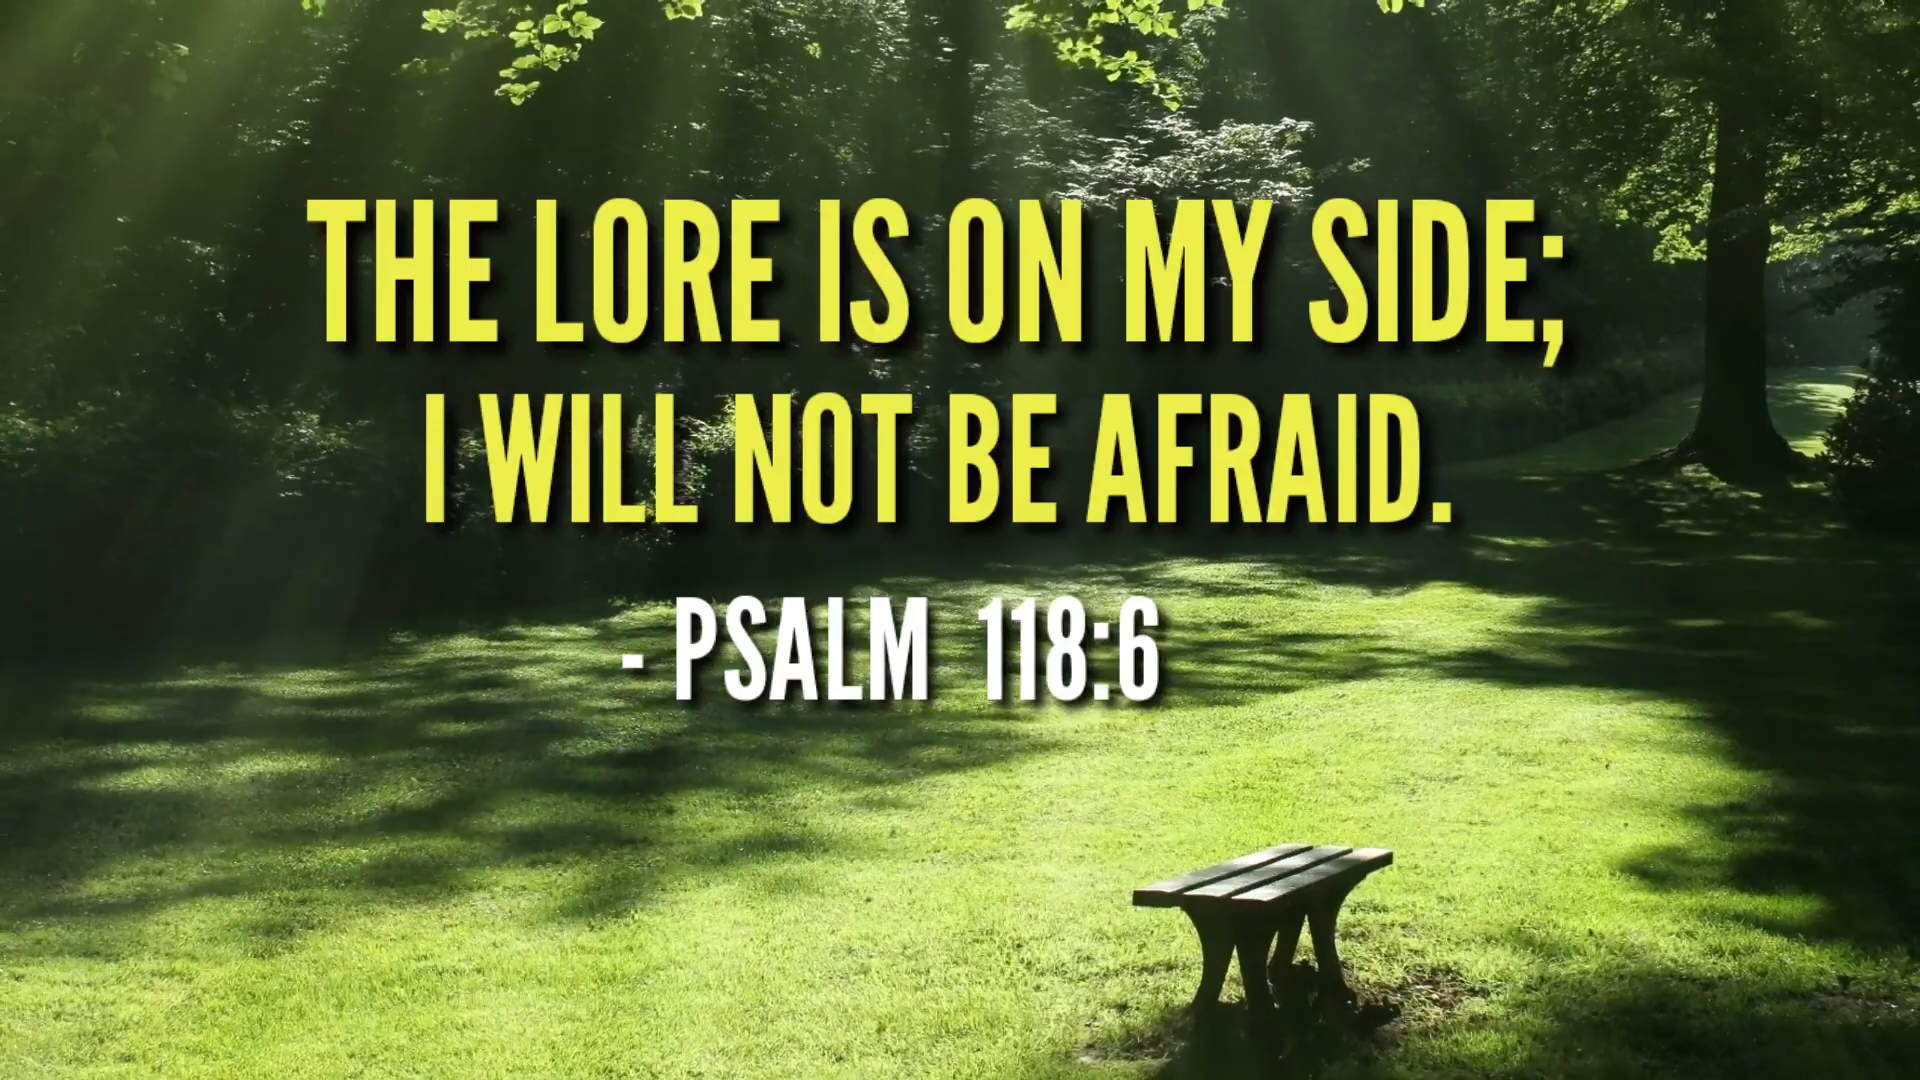 THE LORE IS ON MY SIDE;
I WILL NOT BE AFRAID.
- PSALM 118:6